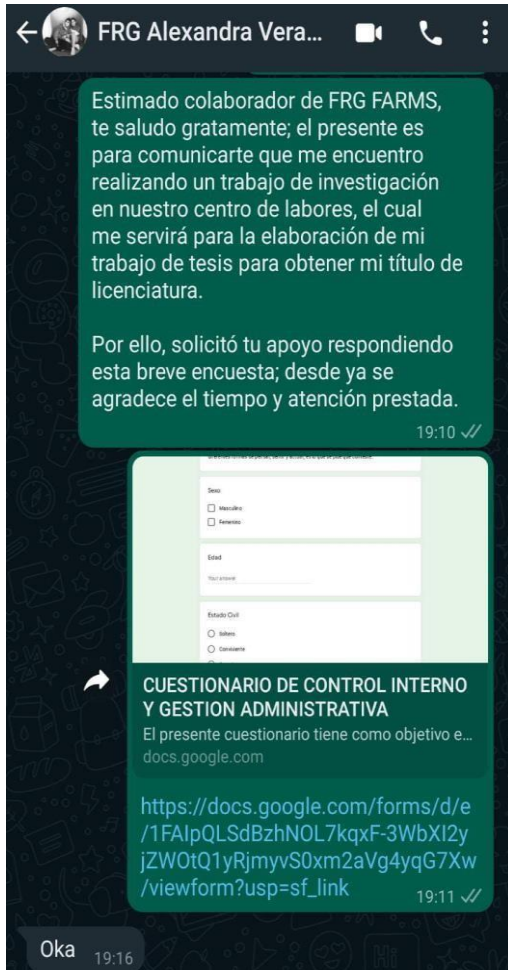 FRG Alexandra Vera...
Estimado colaborador de FRG FARMS,
te saludo gratamente; el presente es
para comunicarte que me encuentro
realizando un trabajo de investigación
en nuestro centro de labores, el cual
me servirá para la elaboración de mi
trabajo de tesis para obtener mi título de
licenciatura.
Por ello, solicitó tu apoyo respondiendo
esta breve encuesta; desde ya se
agradece el tiempo y atención prestada.
19:10
Sexo
Masculino
Femenino
Edad
Your answer
Estado Civil
Soltero
Conviviente
CUESTIONARIO DE CONTROL INTERNO
Y GESTION ADMINISTRATIVA
El presente cuestionario tiene como objetivo e...
docs.google.com
https://docs.google.com/forms/d/e
/1FAIpQLSdBzhNOL7kqxF-3WbXI2y
jZWOtQ1yRjmyvS0xm2aVg4yqG7Xw
/viewform?usp=sf_link
19:11
Oka
19:16